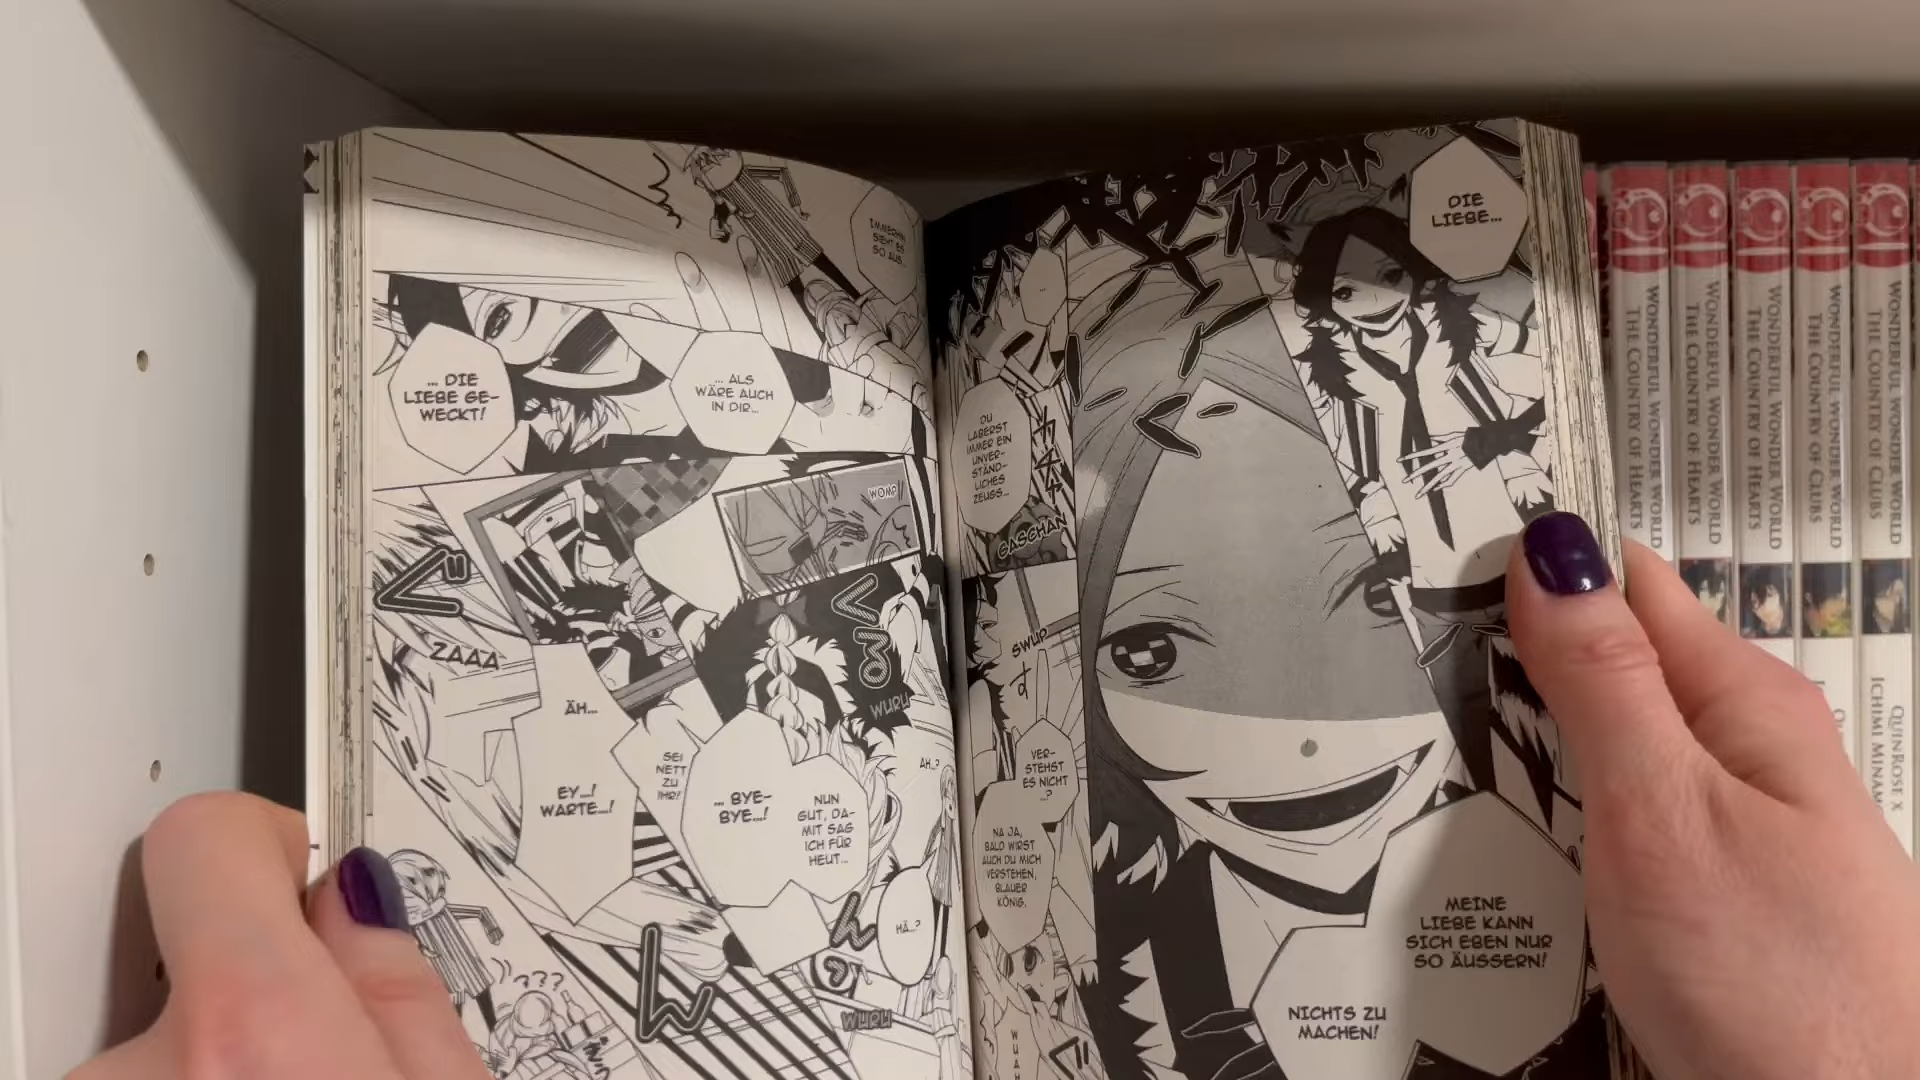 DIE
LIEBE...
MEINE
LIEBE KANN
SICH EBEN NUR
SO ÄUSSERN!
NICHTS ZU
MACHEN!
...
DU
LABERST
IMMER EIN
UNVER-
STÄND-
LICHES
ZEUGS...
GASCHAN
SWUP
VER-
STEHST
ES NICHT
...?
NA JA,
BALD WIRST
AUCH DU MICH
VERSTEHEN,
BLAUER
KÖNIG.
WUAH
IMMERHIN
SIEHT ES
SO AUS...
... ALS
WÄRE AUCH
IN DIR...
... DIE
LIEBE GE-
WECKT!
WOMP
ZAAA
WURU
ÄH...
EY...!
WARTE...!
SEI
NETT
ZU
IHR!
... BYE-
BYE...!
NUN
GUT, DA-
MIT SAG
ICH FÜR
HEUT...
ÄH...?
HÄ...?
???
WURU
WONDERFUL WONDER WORLD
THE COUNTRY OF HEARTS
WONDERFUL WONDER WORLD
THE COUNTRY OF HEARTS
WONDERFUL WONDER WORLD
THE COUNTRY OF HEARTS
WONDERFUL WONDER WORLD
THE COUNTRY OF CLUBS
WONDERFUL WONDER WORLD
THE COUNTRY OF CLUBS
QUINROSE X
ICHIMI MINAM